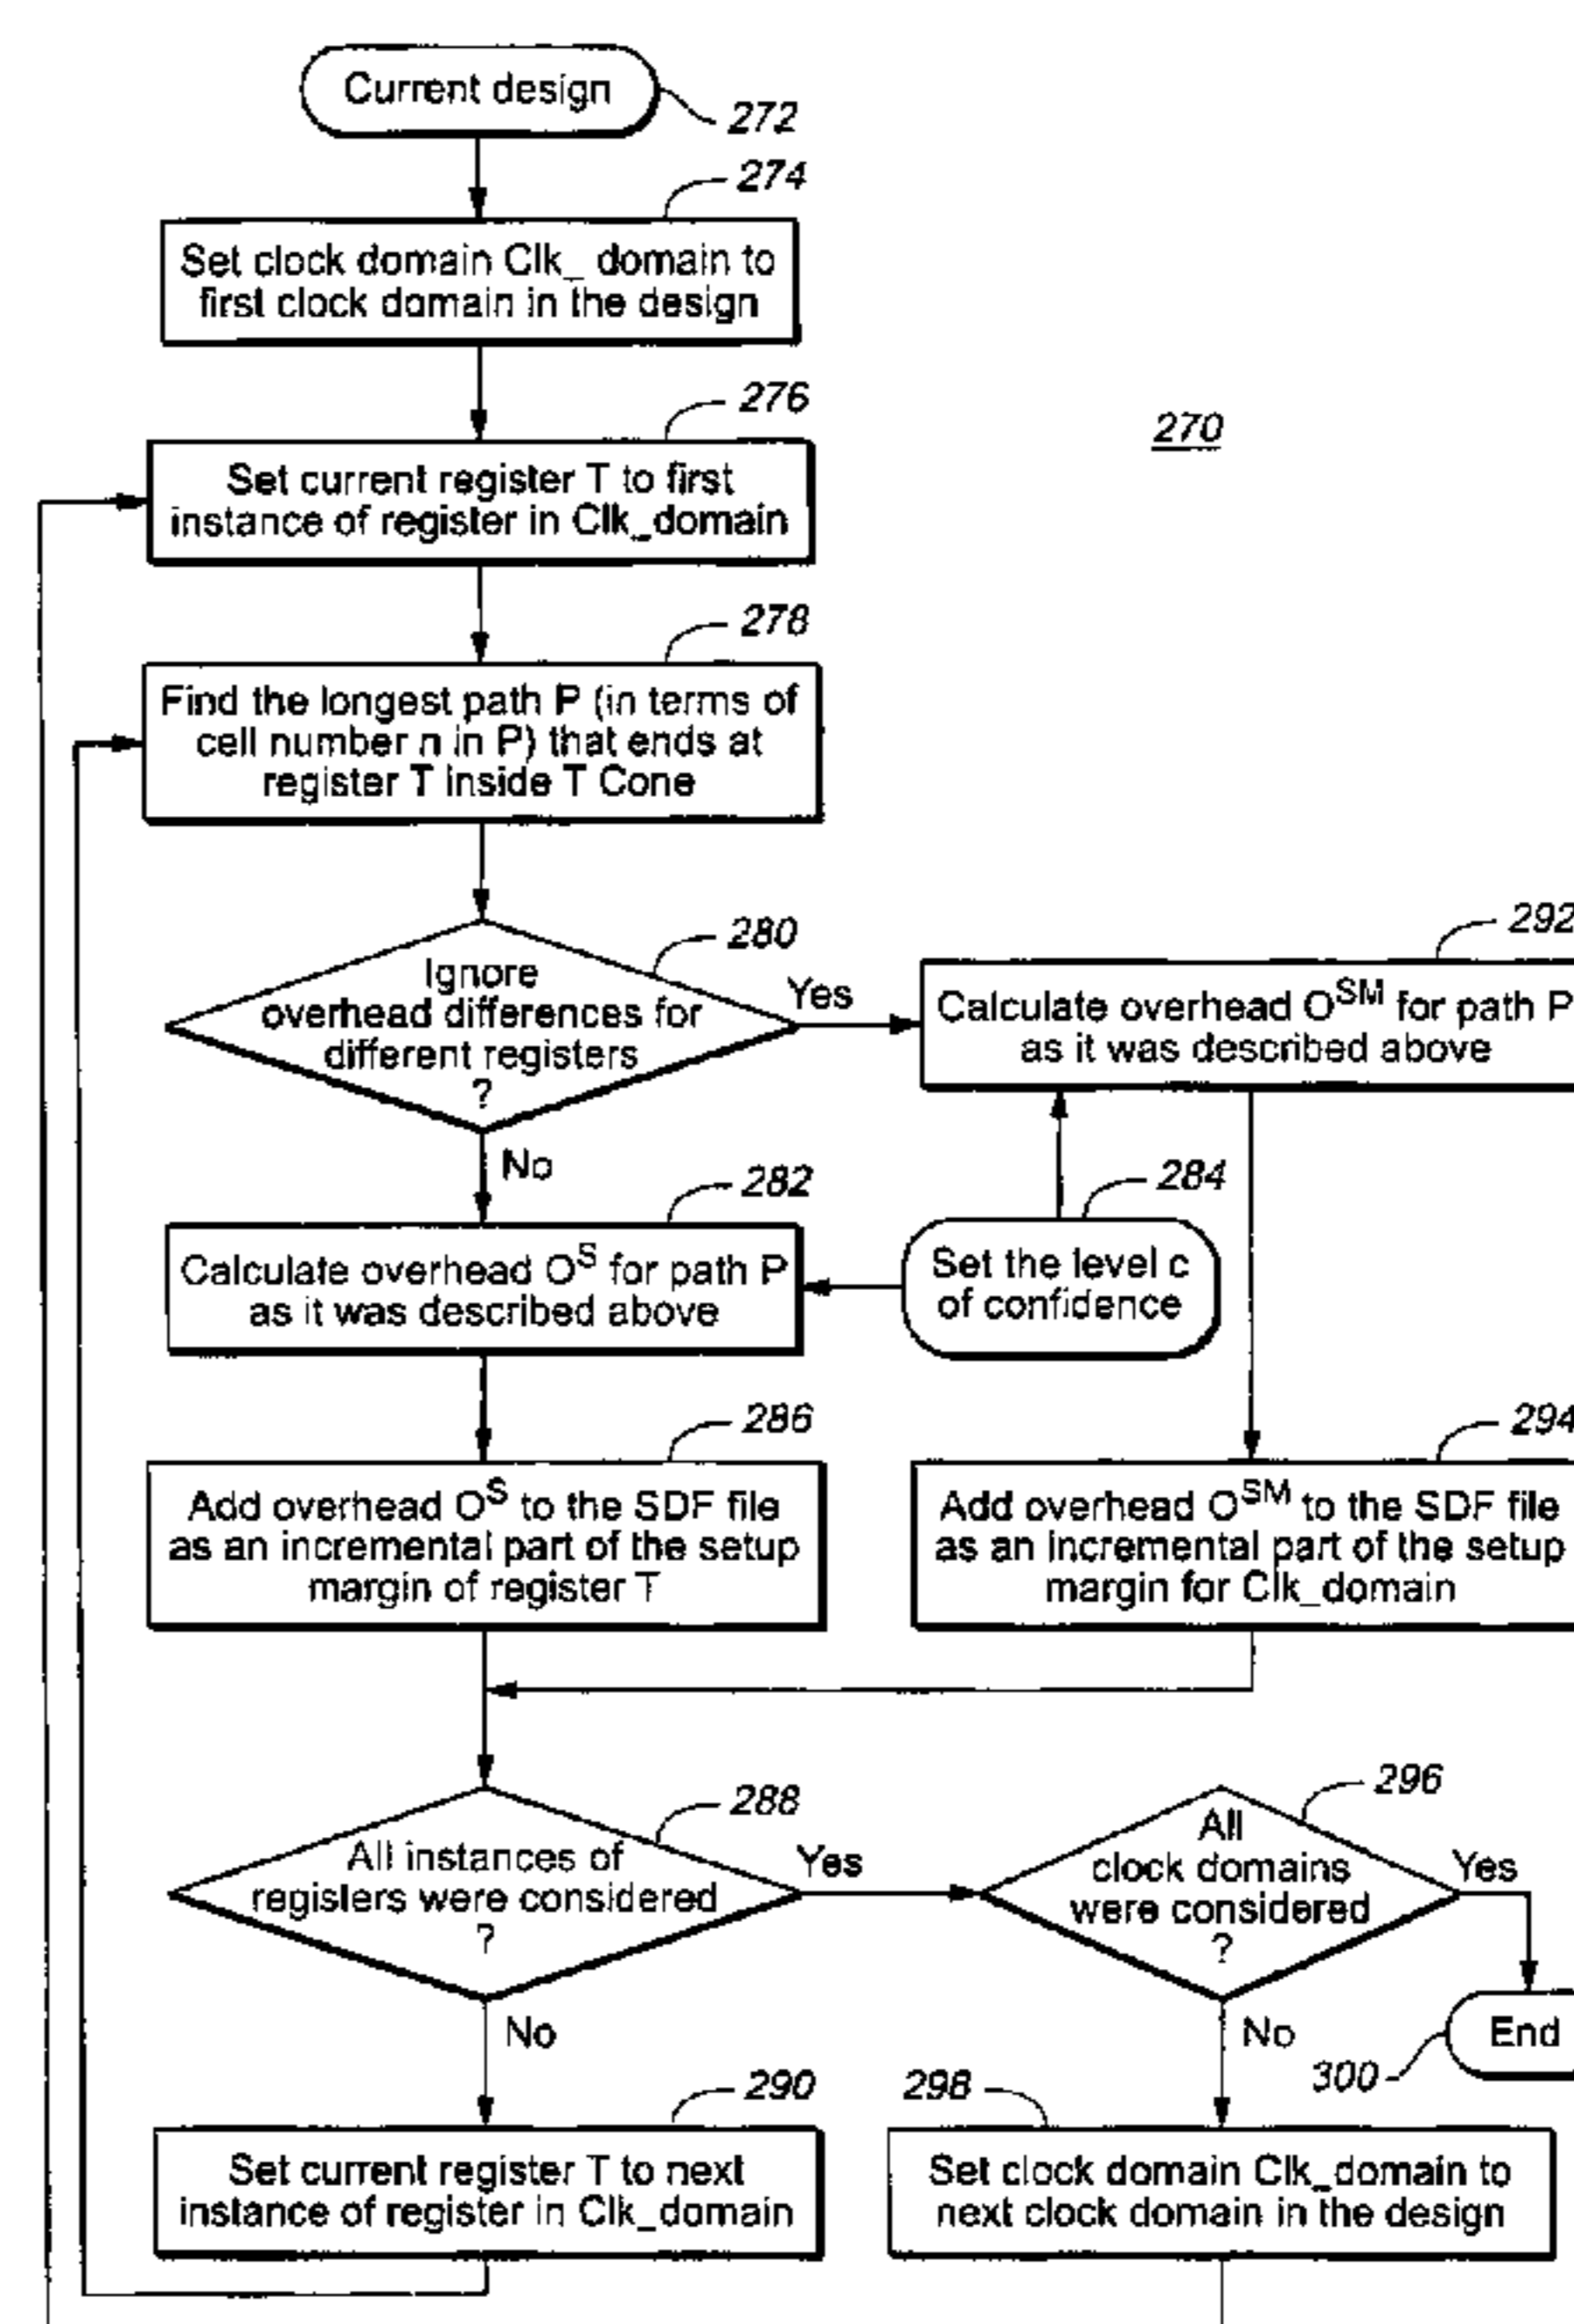 Current design
272
274
Set clock domain Clk_ domain to
first clock domain in the design
276
270
Set current register T to first
instance of register in Clk_domain
278
Find the longest path P (in terms of
cell number n in P) that ends at
register T Inside T Cone
280
Ignore
overhead differences for
different registers
?
Yes
292
Calculate overhead O^SM for path P
as it was described above
No
282
Calculate overhead O^S for path P
as it was described above
284
Set the level c
of confidence
286
Add overhead O^S to the SDF file
as an incremental part of the setup
margin of register T
294
Add overhead O^SM to the SDF file
as an incremental part of the setup
margin for Clk_domain
288
All instances of
registers were considered
?
Yes
296
All
clock domains
were considered
?
Yes
No
No
End
300
290
Set current register T to next
instance of register in Clk_domain
298
Set clock domain Clk_domain to
next clock domain in the design